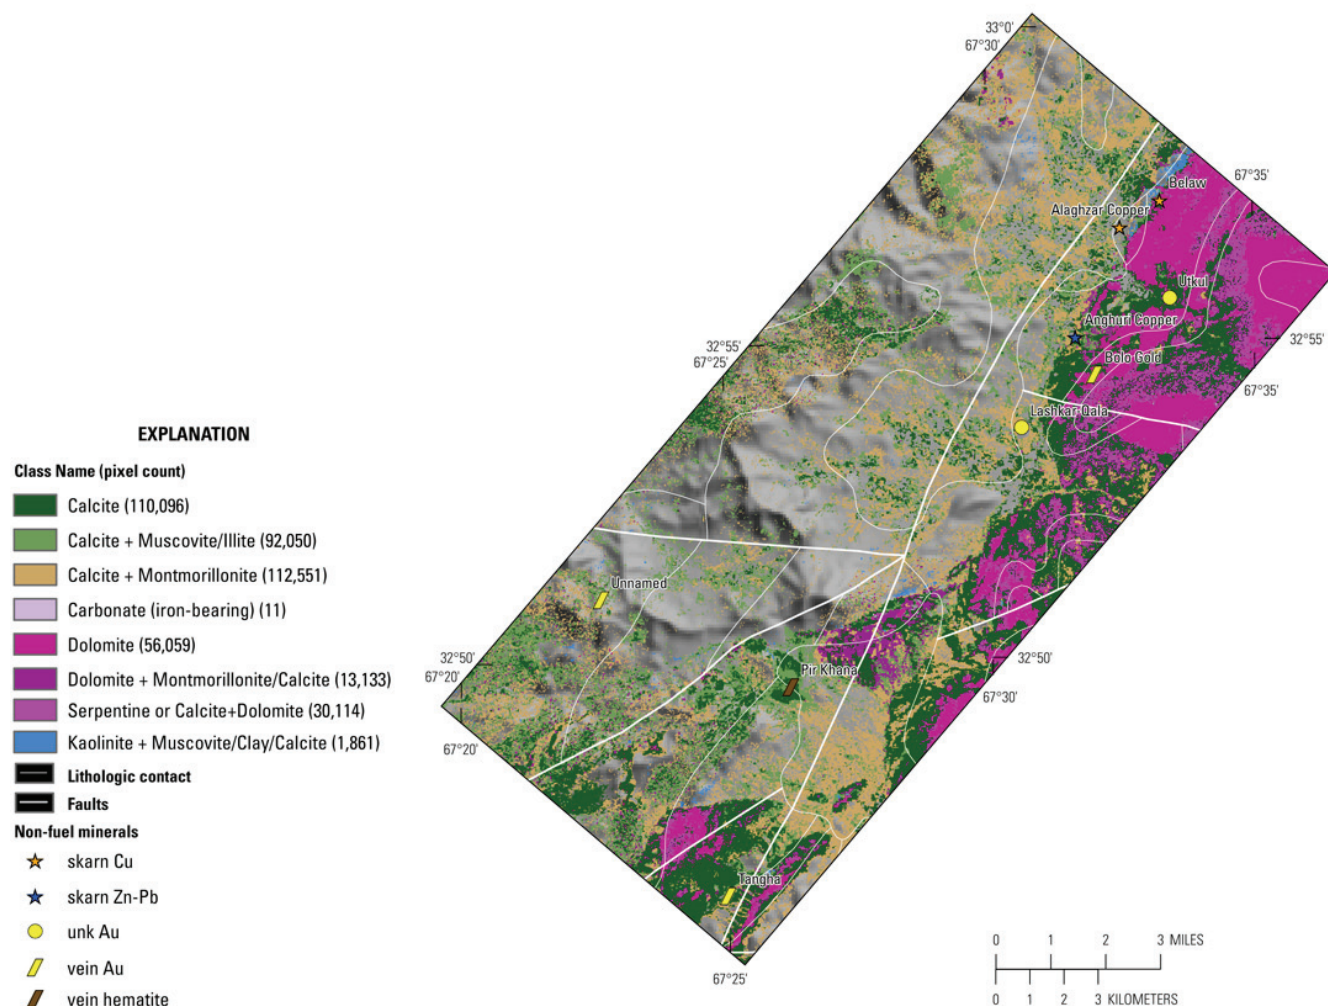 33°0'
67°30'
67°35'
Belaw
Alaghzar Copper
Utkul
Anghuri Copper
32°55'
67°25'
32°55'
Bolo Gold
67°35'
Lashkar Qala
EXPLANATION
Class Name (pixel count)
Calcite (110,096)
Calcite + Muscovite/Illite (92,050)
Calcite + Montmorillonite (112,551)
Carbonate (iron-bearing) (11)
Dolomite (56,059)
Dolomite + Montmorillonite/Calcite (13,133)
Serpentine or Calcite+Dolomite (30,114)
Kaolinite + Muscovite/Clay/Calcite (1,861)
Lithologic contact
Faults
Non-fuel minerals
skarn Cu
skarn Zn-Pb
unk Au
vein Au
vein hematite
Unnamed
32°50'
67°20'
Pir Khana
32°50'
67°30'
67°20'
Tangha
67°25'
0 1 2 3 MILES
0 1 2 3 KILOMETERS